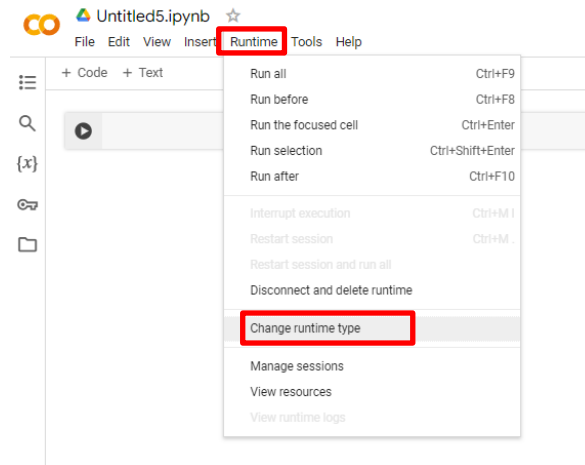 CO Untitled5.ipynb
File Edit View Insert Runtime Tools Help
+ Code + Text
Run all Ctrl+F9
Run before Ctrl+F8
Run the focused cell Ctrl+Enter
Run selection Ctrl+Shift+Enter
Run after Ctrl+F10
{x}
Interrupt execution Ctrl+M I
Restart session Ctrl+M .
Restart session and run all
Disconnect and delete runtime
Change runtime type
Manage sessions
View resources
View runtime logs